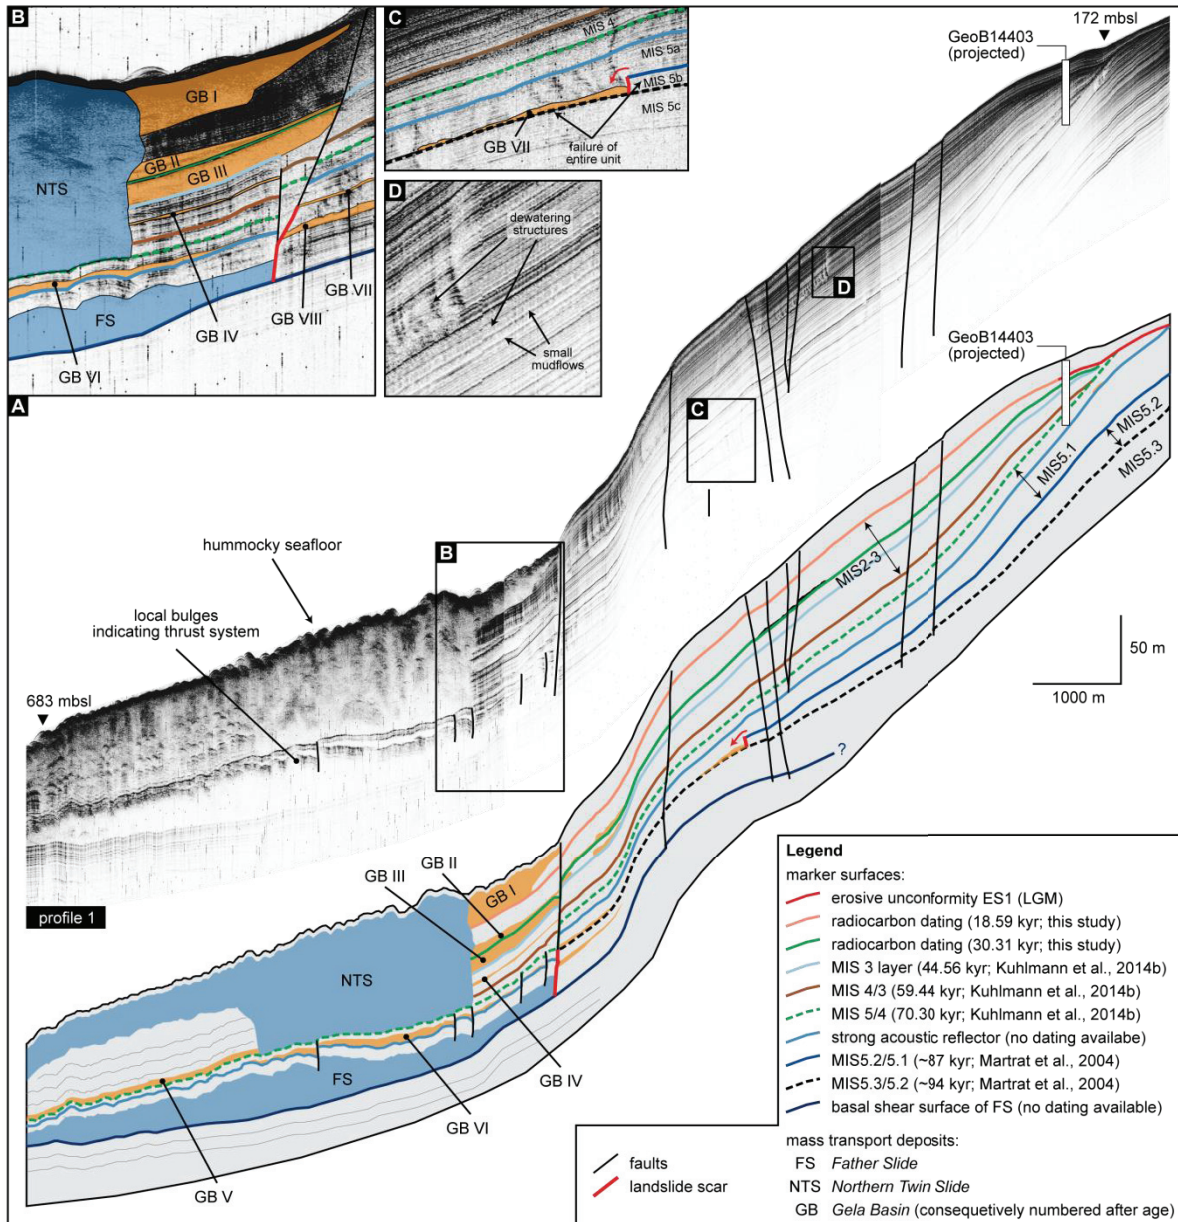 B
GB I
GB II
GB III
NTS
FS
GB VI
GB IV
GB VIII
GB VII
C
MIS 4
MIS 5a
MIS 5b
MIS 5c
GB VII
failure of
entire unit
D
dewatering
structures
small
mudflows
172 mbsl
GeoB14403
(projected)
D
C
GeoB14403
(projected)
A
hummocky seafloor
local bulges
indicating thrust system
683 mbsl
B
MIS5.2
MIS5.1
MIS5.3
MIS2-3
50 m
1000 m
?
profile 1
GB II
GB III
GB I
NTS
FS
GB IV
GB VI
GB V
Legend
marker surfaces:
erosive unconformity ES1 (LGM)
radiocarbon dating (18.59 kyr; this study)
radiocarbon dating (30.31 kyr; this study)
MIS 3 layer (44.56 kyr; Kuhlmann et al., 2014b)
MIS 4/3 (59.44 kyr; Kuhlmann et al., 2014b)
MIS 5/4 (70.30 kyr; Kuhlmann et al., 2014b)
strong acoustic reflector (no dating availabe)
MIS5.2/5.1 (~87 kyr; Martrat et al., 2004)
MIS5.3/5.2 (~94 kyr; Martrat et al., 2004)
basal shear surface of FS (no dating available)
mass transport deposits:
FS Father Slide
NTS Northern Twin Slide
GB Gela Basin (consequetively numbered after age)
faults
landslide scar